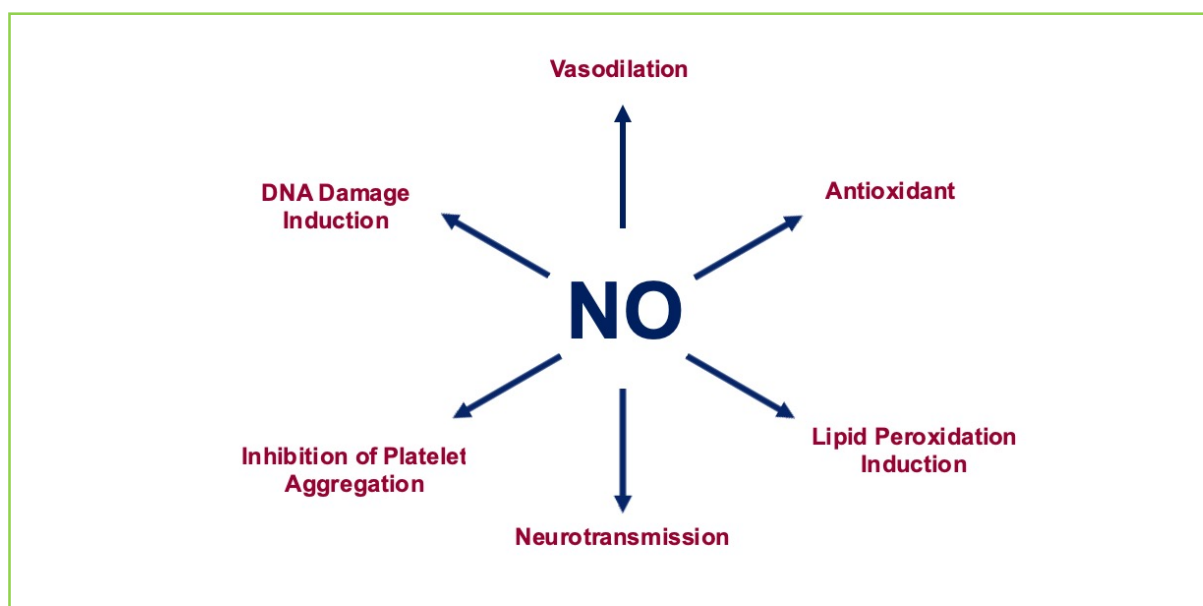 Vasodilation
DNA Damage
Induction
Antioxidant
NO
Inhibition of Platelet
Aggregation
Lipid Peroxidation
Induction
Neurotransmission